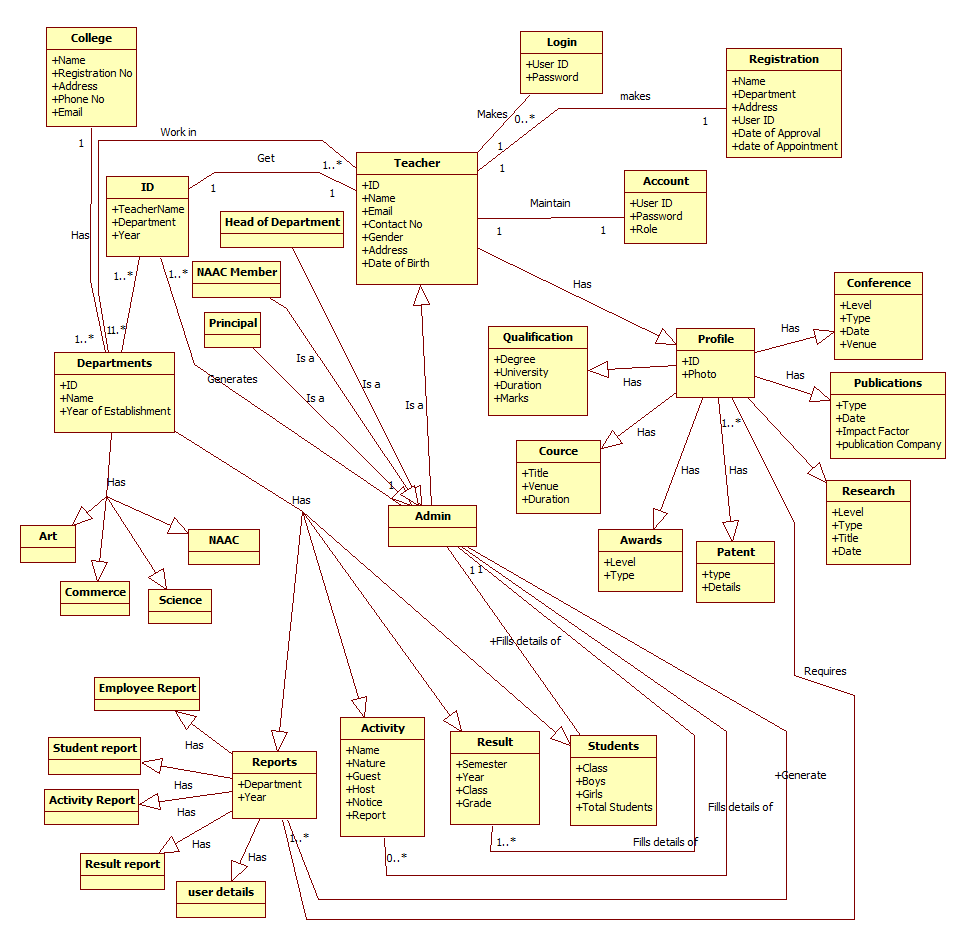 College
+Name
+Registration No
+Address
+Phone No
+Email
1
Login
+User ID
+Password
Makes
0..*
1
Registration
+Name
+Department
+Address
+User ID
+Date of Approval
+date of Appointment
makes
1
1
Work in
1..*
Get
1
1
Teacher
+ID
+Name
+Email
+Contact No
+Gender
+Address
+Date of Birth
Account
+User ID
+Password
+Role
Maintain
1
1
ID
+TeacherName
+Department
+Year
1..*
1..*
Has
1..*
11..*
Head of Department
NAAC Member
Principal
Is a
Is a
Is a
Is a
Generates
1
Has
Profile
+ID
+Photo
1..*
Conference
+Level
+Type
+Date
+Venue
Has
Qualification
+Degree
+University
+Duration
+Marks
Has
Publications
+Type
+Date
+Impact Factor
+publication Company
Has
Cource
+Title
+Venue
+Duration
Has
Research
+Level
+Type
+Title
+Date
Has
Has
Awards
+Level
+Type
Patent
+type
+Details
Departments
+ID
+Name
+Year of Establishment
Has
Has
Art
NAAC
Commerce
Science
Admin
1
1
+Fills details of
Requires
Employee Report
Has
Student report
Has
Activity Report
Has
Result report
Has
user details
Has
Reports
+Department
+Year
1..*
Activity
+Name
+Nature
+Guest
+Host
+Notice
+Report
0..*
Result
+Semester
+Year
+Class
+Grade
1..*
Students
+Class
+Boys
+Girls
+Total Students
+Generate
Fills details of
Fills details of